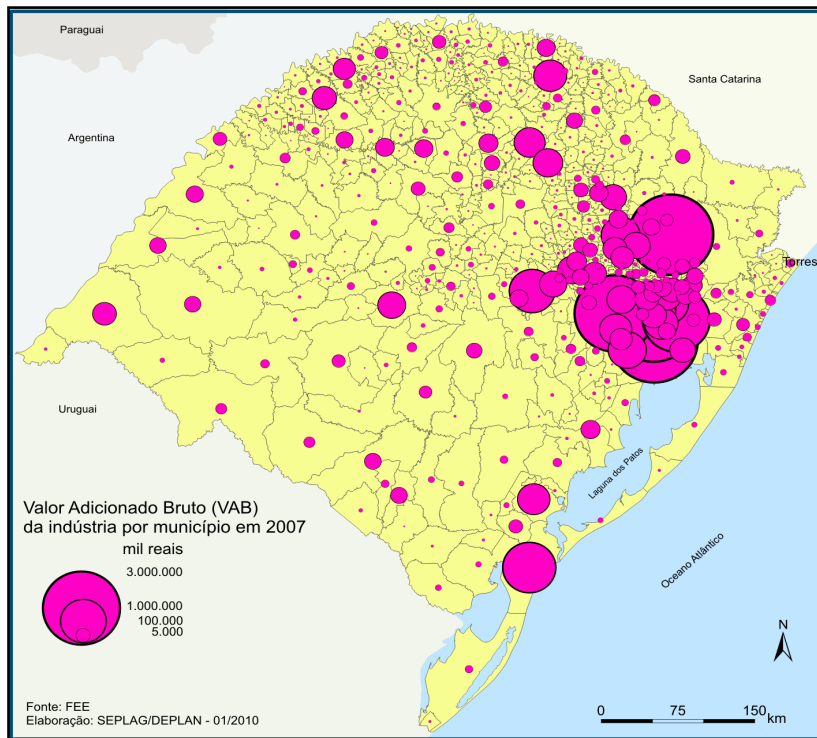 Paraguai
Santa Catarina
Argentina
Torres
Uruguai
Laguna dos Patos
Oceano Atlântico
Valor Adicionado Bruto (VAB)
da indústria por município em 2007
mil reais
3.000.000
1.000.000
100.000
5.000
N
Fonte: FEE
Elaboração: SEPLAG/DEPLAN - 01/2010
0 75 150 km